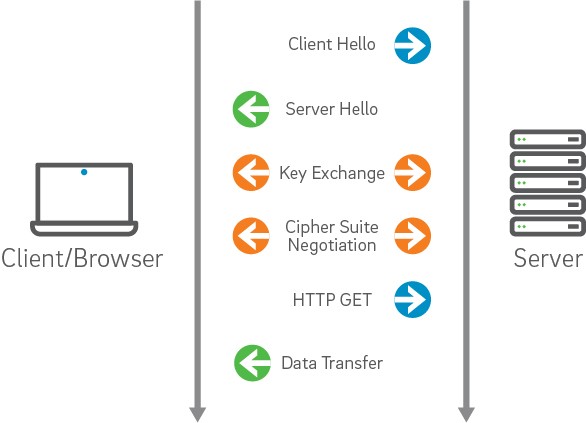 Client Hello
Server Hello
Key Exchange
Cipher Suite
Negotiation
Client/Browser
Server
HTTP GET
Data Transfer